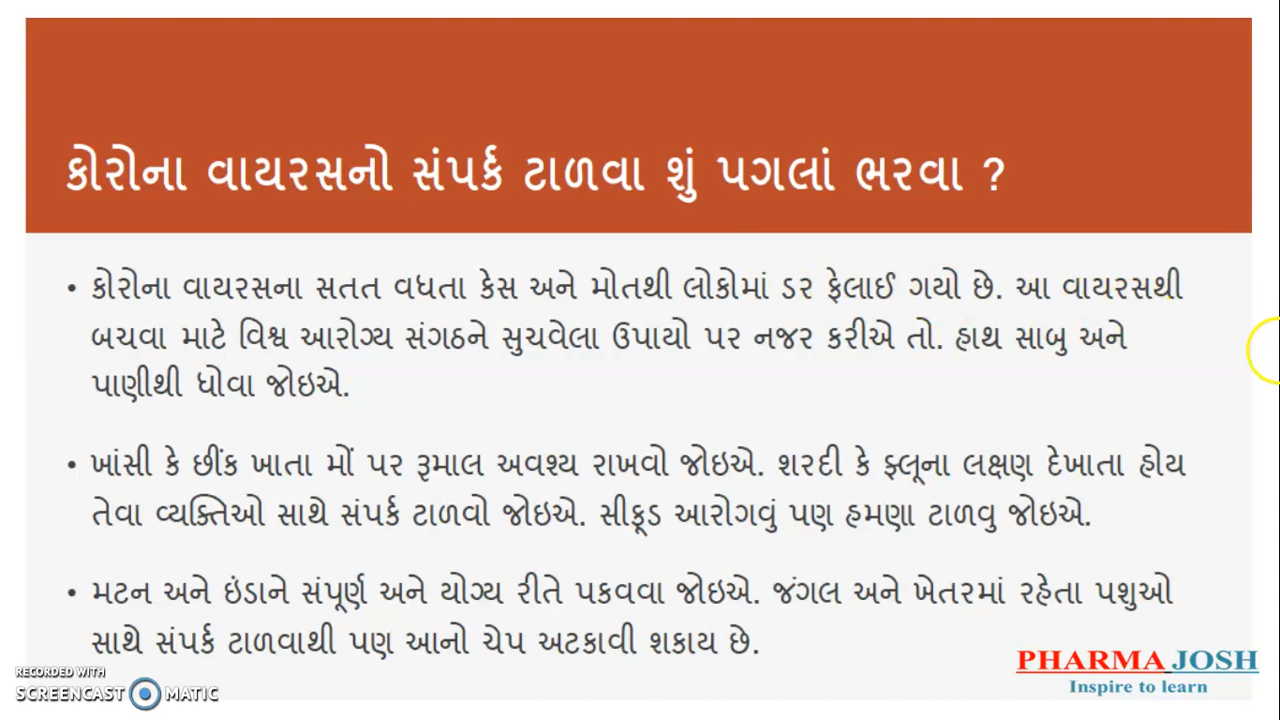 કોરોના વાયરસનો સંપર્ક ટાળવા શું પગલાં ભરવા ?
• કોરોના વાયરસના સતત વધતા કેસ અને મોતથી લોકોમાં ડર ફેલાઈ ગયો છે. આ વાયરસથી
બચવા માટે વિશ્વ આરોગ્ય સંગઠને સુચવેલા ઉપાયો પર નજર કરીએ તો. હાથ સાબુ અને
પાણીથી ધોવા જોઇએ.
• ખાંસી કે છીંક ખાતા મોં પર રૂમાલ અવશ્ય રાખવો જોઇએ. શરદી કે ફ્લૂના લક્ષણ દેખાતા હોય
તેવા વ્યક્તિઓ સાથે સંપર્ક ટાળવો જોઇએ. સીફૂડ આરોગવું પણ હમણા ટાળવુ જોઇએ.
• મટન અને ઇંડાને સંપૂર્ણ અને યોગ્ય રીતે પકવવા જોઇએ. જંગલ અને ખેતરમાં રહેતા પશુઓ
સાથે સંપર્ક ટાળવાથી પણ આનો ચેપ અટકાવી શકાય છે.
PHARMA JOSH
Inspire to learn
RECORDED WITH
SCREENCAST MATIC